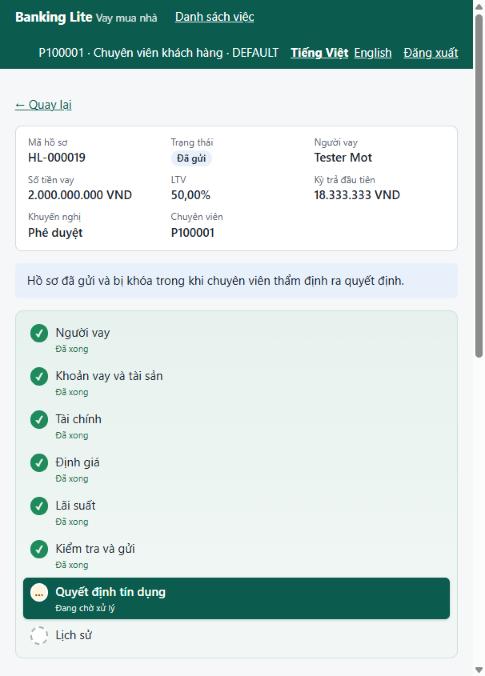 Banking Lite Vay mua nhà Danh sách việc
P100001 · Chuyên viên khách hàng · DEFAULT Tiếng Việt English Đăng xuất
← Quay lại
Mã hồ sơ Trạng thái Người vay
HL-000019 Đã gửi Tester Mot
Số tiền vay LTV Kỳ trả đầu tiên
2.000.000.000 VND 50,00% 18.333.333 VND
Khuyến nghị Chuyên viên
Phê duyệt P100001
Hồ sơ đã gửi và bị khóa trong khi chuyên viên thẩm định ra quyết định.
Người vay
Đã xong
Khoản vay và tài sản
Đã xong
Tài chính
Đã xong
Định giá
Đã xong
Lãi suất
Đã xong
Kiểm tra và gửi
Đã xong
Quyết định tín dụng
Đang chờ xử lý
Lịch sử